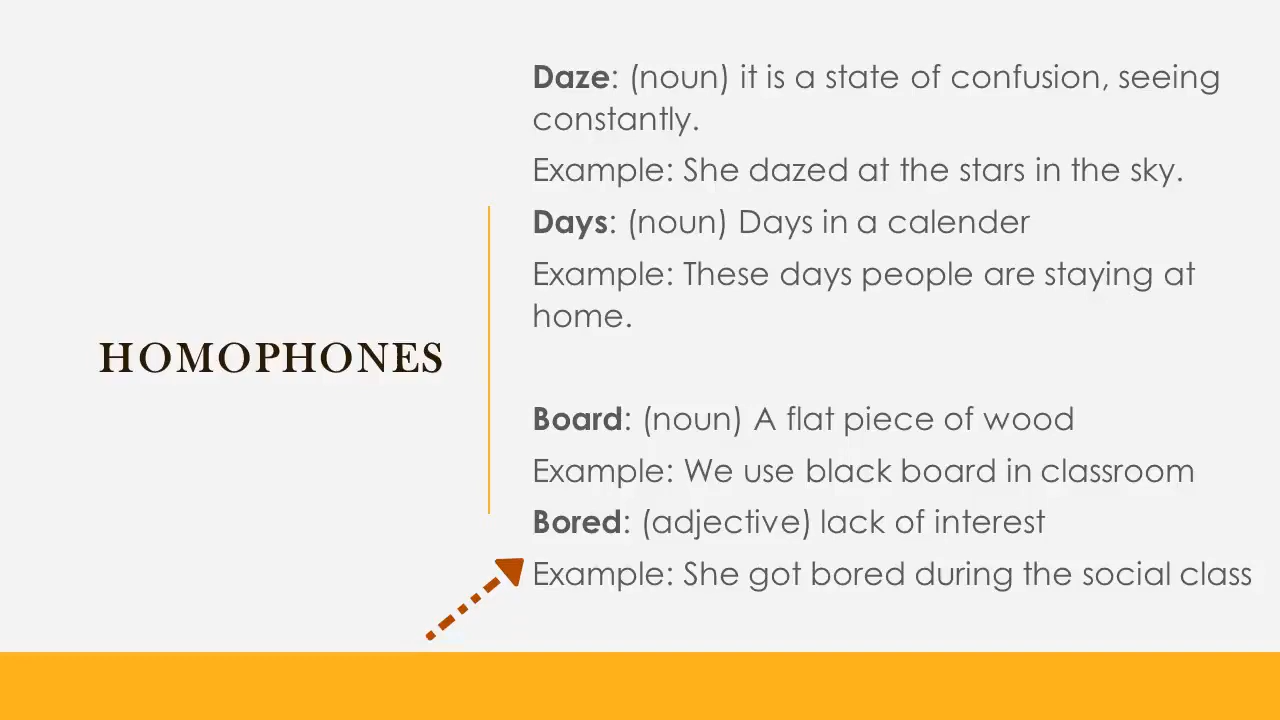 HOMOPHONES
Daze: (noun) it is a state of confusion, seeing
constantly.
Example: She dazed at the stars in the sky.
Days: (noun) Days in a calender
Example: These days people are staying at
home.
Board: (noun) A flat piece of wood
Example: We use black board in classroom
Bored: (adjective) lack of interest
Example: She got bored during the social class